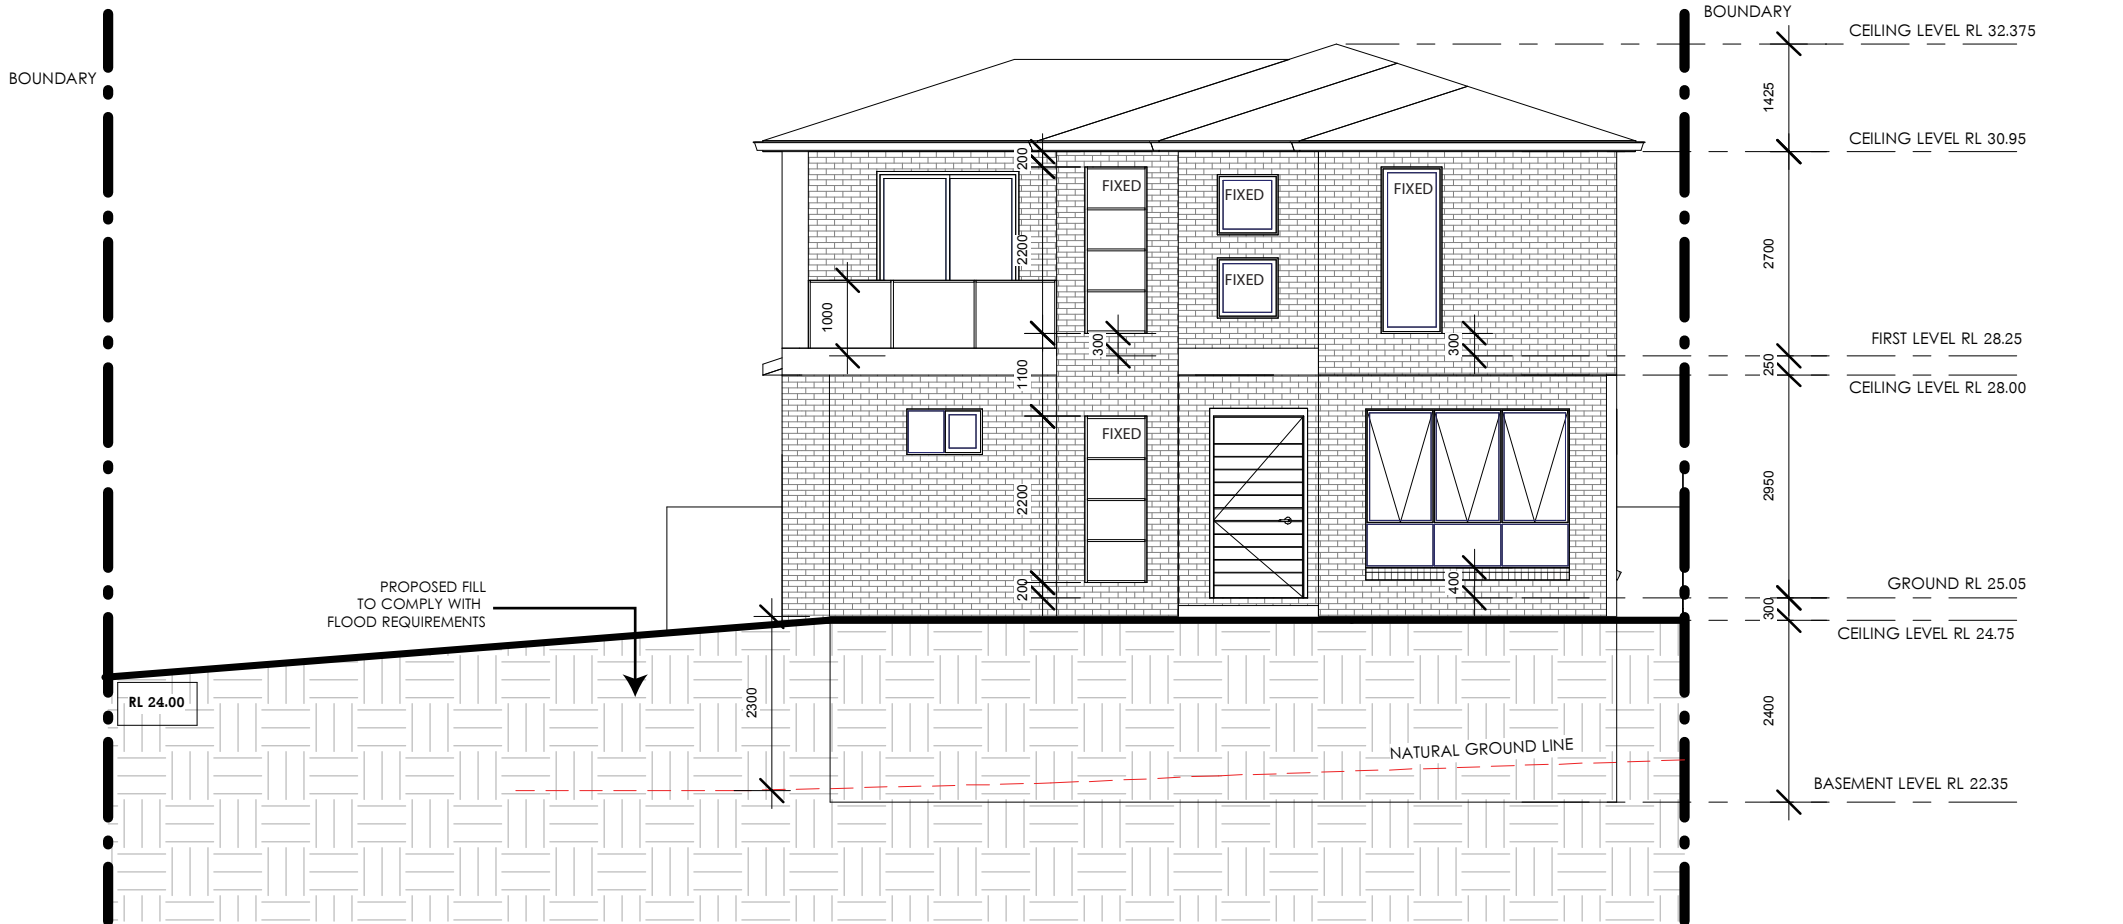 BOUNDARY
CEILING LEVEL RL 32.375
BOUNDARY
1425
CEILING LEVEL RL 30.95
200
FIXED
FIXED
FIXED
2200
2700
FIXED
1000
300
300
FIRST LEVEL RL 28.25
250
1100
CEILING LEVEL RL 28.00
FIXED
2200
2950
PROPOSED FILL
TO COMPLY WITH
FLOOD REQUIREMENTS
200
400
GROUND RL 25.05
300
CEILING LEVEL RL 24.75
RL 24.00
2300
2400
NATURAL GROUND LINE
BASEMENT LEVEL RL 22.35